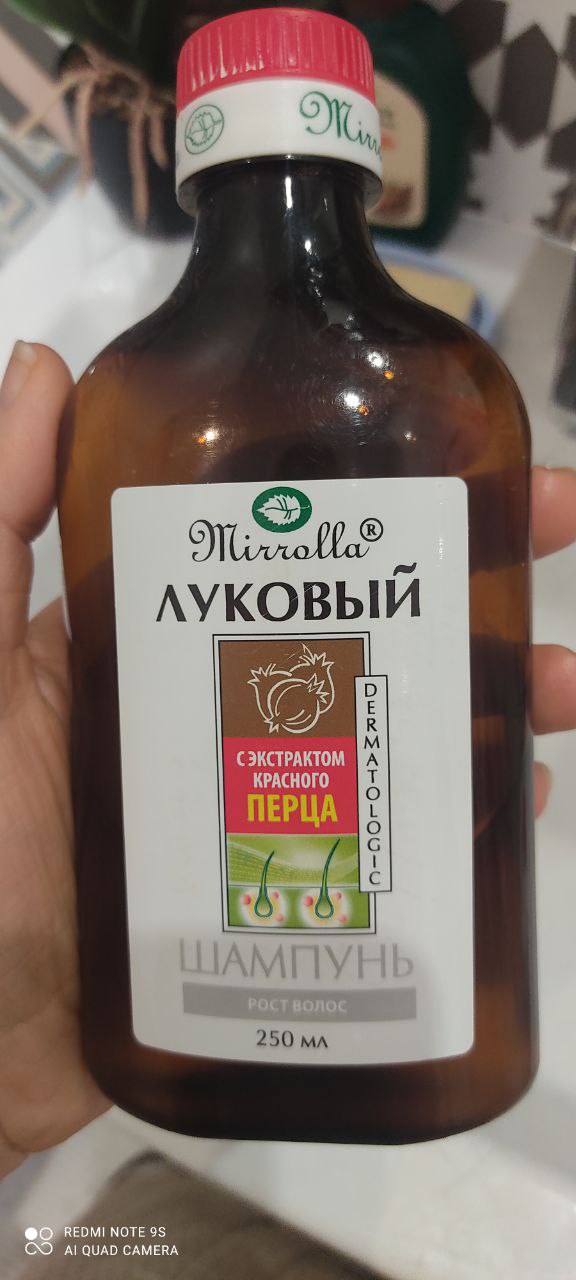 Mirrolla®
ЛУКОВЫЙ
С ЭКСТРАКТОМ
КРАСНОГО
ПЕРЦА
DERMATOLOGIC
ШАМПУНЬ
РОСТ ВОЛОС
250 МЛ
REDMI NOTE 9S
AI QUAD CAMERA